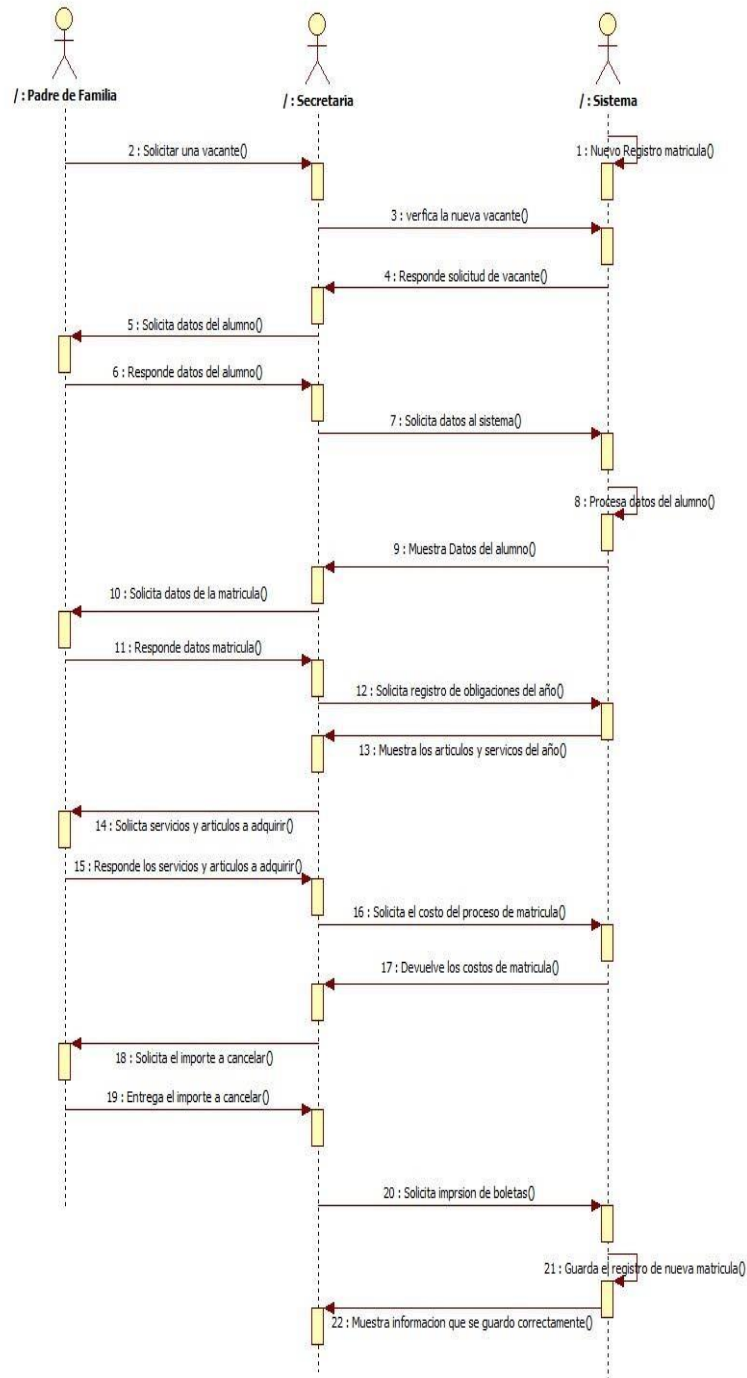 / : Padre de Familia
/ : Secretaria
/ : Sistema
1 : Nuevo Registro matricula()
2 : Solicitar una vacante()
3 : verfica la nueva vacante()
4 : Responde solicitud de vacante()
5 : Solicita datos del alumno()
6 : Responde datos del alumno()
7 : Solicita datos al sistema()
8 : Procesa datos del alumno()
9 : Muestra Datos del alumno()
10 : Solicita datos de la matricula()
11 : Responde datos matricula()
12 : Solicita registro de obligaciones del año()
13 : Muestra los articulos y servicos del año()
14 : Soliicta servicios y articulos a adquirir()
15 : Responde los servicios y articulos a adquirir()
16 : Solicita el costo del proceso de matricula()
17 : Devuelve los costos de matricula()
18 : Solicita el importe a cancelar()
19 : Entrega el importe a cancelar()
20 : Solicita imprsion de boletas()
21 : Guarda el registro de nueva matricula()
22 : Muestra informacion que se guardo correctamente()